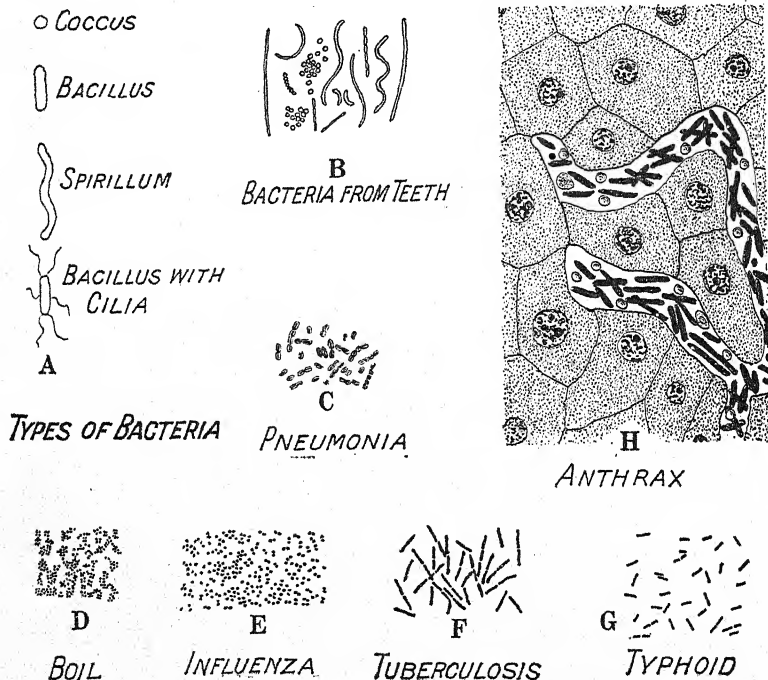 COCCUS
BACILLUS
SPIRILLUM
BACILLUS WITH
CILIA
A
TYPES OF BACTERIA
B
BACTERIA FROM TEETH
C
PNEUMONIA
H
ANTHRAX
D
BOIL
E
INFLUENZA
F
TUBERCULOSIS
G
TYPHOID